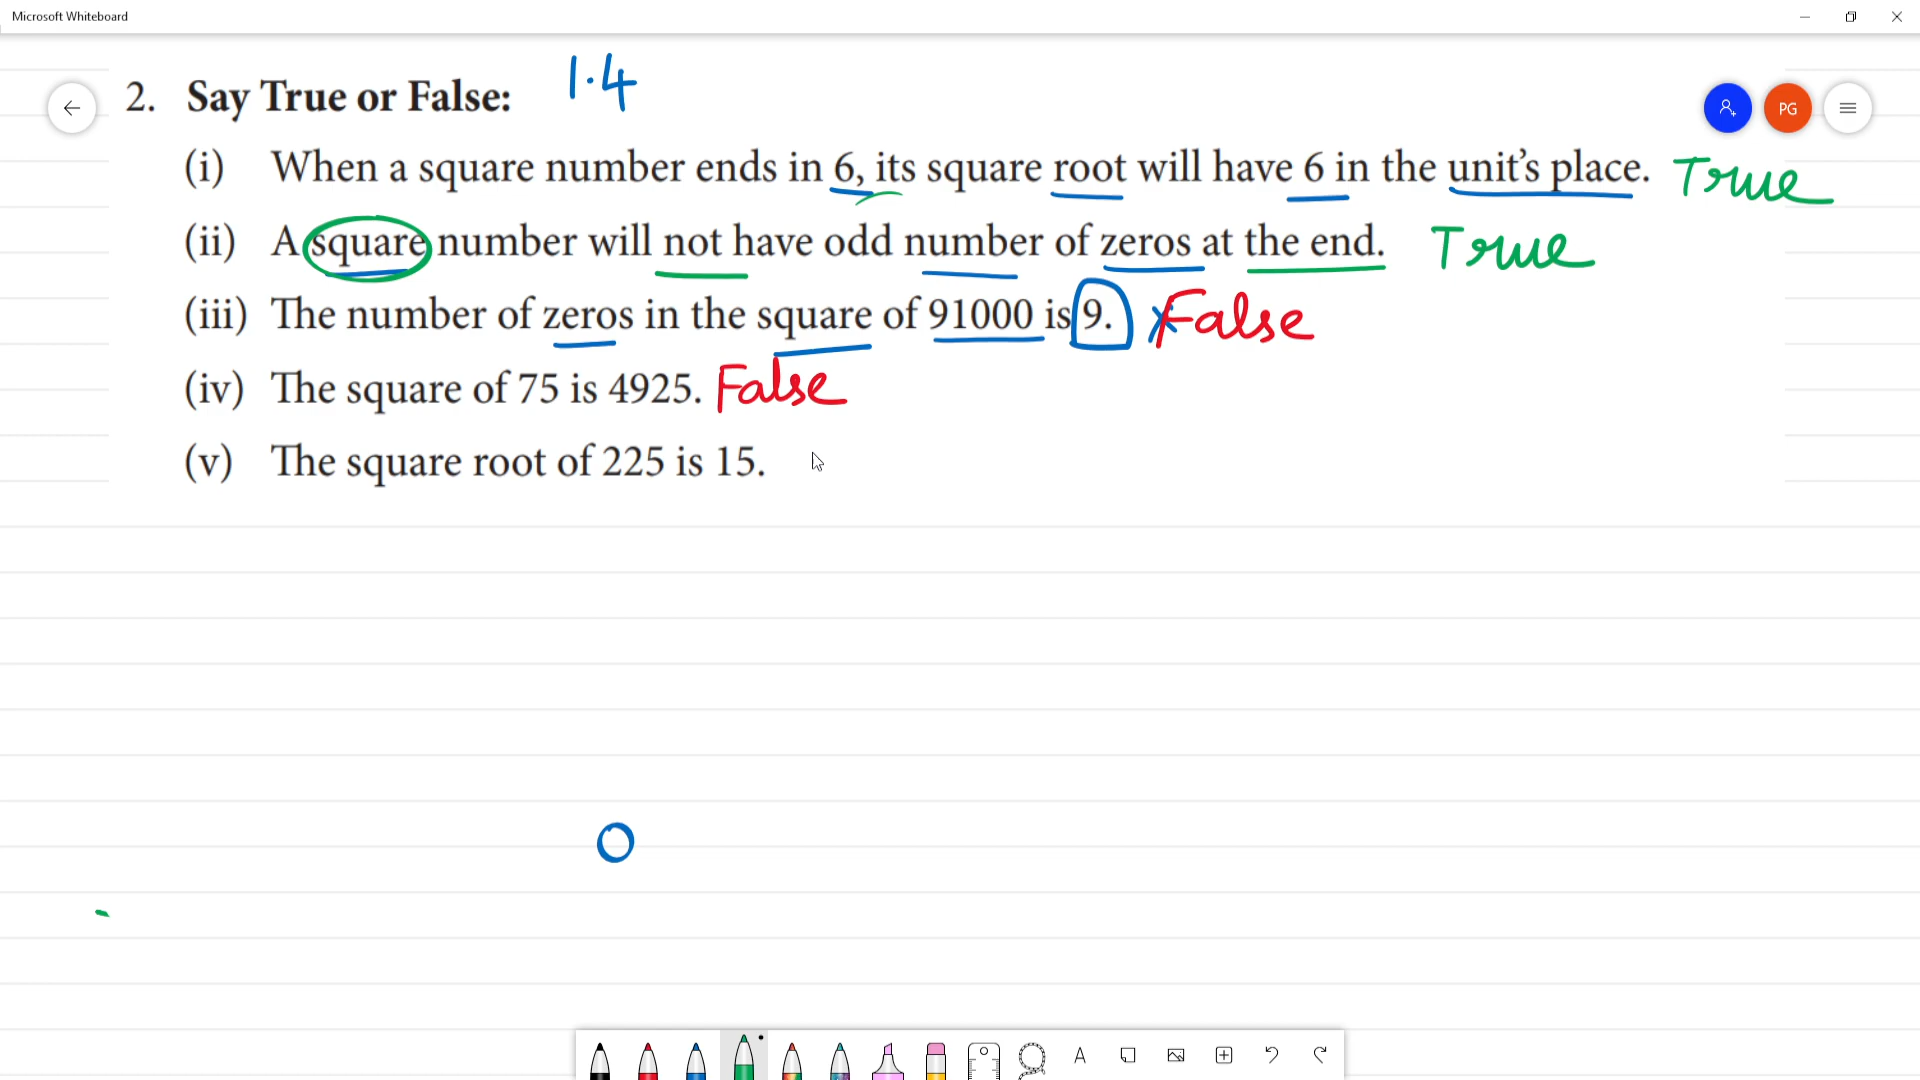 Microsoft Whiteboard
2. Say True or False: 1.4
PG
(i) When a square number ends in 6, its square root will have 6 in the unit's place. True
(ii) A square number will not have odd number of zeros at the end. True
(iii) The number of zeros in the square of 91000 is 9. False
(iv) The square of 75 is 4925. False
(v) The square root of 225 is 15.